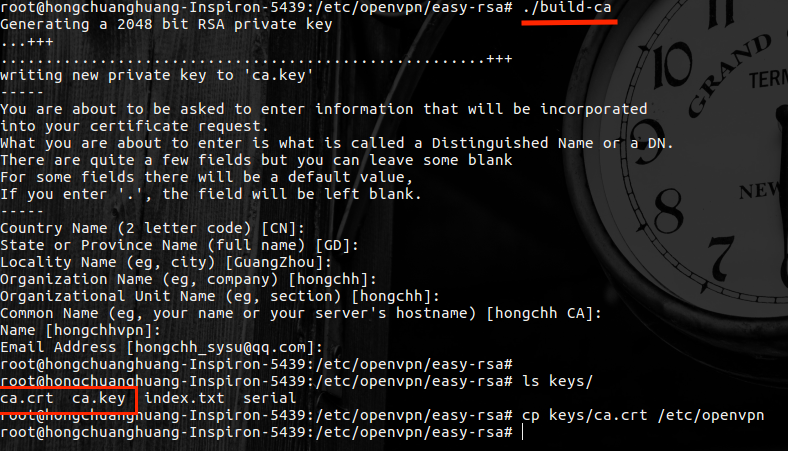 root@hongchuanghuang-Inspiron-5439:/etc/openvpn/easy-rsa# ./build-ca
Generating a 2048 bit RSA private key
...+++
......................................................+++
writing new private key to 'ca.key'
-----
You are about to be asked to enter information that will be incorporated
into your certificate request.
What you are about to enter is what is called a Distinguished Name or a DN.
There are quite a few fields but you can leave some blank
For some fields there will be a default value,
If you enter '.', the field will be left blank.
-----
Country Name (2 letter code) [CN]:
State or Province Name (full name) [GD]:
Locality Name (eg, city) [GuangZhou]:
Organization Name (eg, company) [hongchh]:
Organizational Unit Name (eg, section) [hongchh]:
Common Name (eg, your name or your server's hostname) [hongchh CA]:
Name [hongchhvpn]:
Email Address [hongchh_sysu@qq.com]:
root@hongchuanghuang-Inspiron-5439:/etc/openvpn/easy-rsa#
root@hongchuanghuang-Inspiron-5439:/etc/openvpn/easy-rsa# ls keys/
ca.crt ca.key index.txt serial
root@hongchuanghuang-Inspiron-5439:/etc/openvpn/easy-rsa# cp keys/ca.crt /etc/openvpn
root@hongchuanghuang-Inspiron-5439:/etc/openvpn/easy-rsa#
10
9
8
7
GRAND
TERM
NEW